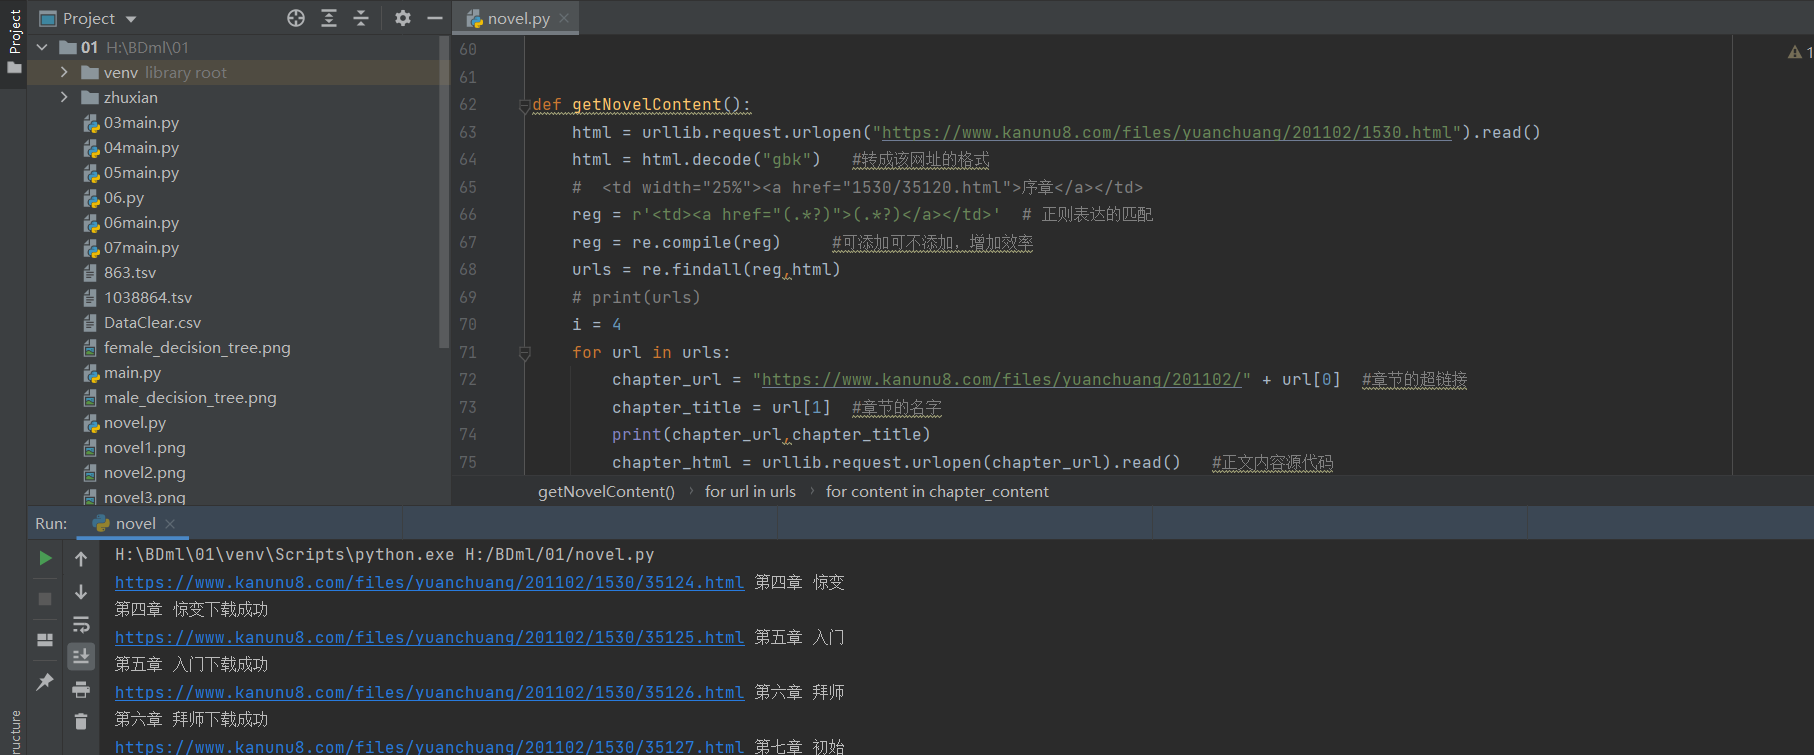 Project
Project
novel.py
01 H:\BDml\01
venv library root
zhuxian
03main.py
04main.py
05main.py
06.py
06main.py
07main.py
863.tsv
1038864.tsv
DataClear.csv
female_decision_tree.png
main.py
male_decision_tree.png
novel.py
novel1.png
novel2.png
novel3.png
1
60
61
62 def getNovelContent():
63 html = urllib.request.urlopen("https://www.kanunu8.com/files/yuanchuang/201102/1530.html").read()
64 html = html.decode("gbk") #转成该网址的格式
65 # <td width="25%"><a href="1530/35120.html">序章</a></td>
66 reg = r'<td><a href="(.*?)">(.*?)</a></td>' # 正则表达的匹配
67 reg = re.compile(reg) #可添加可不添加，增加效率
68 urls = re.findall(reg,html)
69 # print(urls)
70 i = 4
71 for url in urls:
72 chapter_url = "https://www.kanunu8.com/files/yuanchuang/201102/" + url[0] #章节的超链接
73 chapter_title = url[1] #章节的名字
74 print(chapter_url,chapter_title)
75 chapter_html = urllib.request.urlopen(chapter_url).read() #正文内容源代码
getNovelContent() › for url in urls › for content in chapter_content
Run: novel
H:\BDml\01\venv\Scripts\python.exe H:/BDml/01/novel.py
https://www.kanunu8.com/files/yuanchuang/201102/1530/35124.html 第四章 惊变
第四章 惊变下载成功
https://www.kanunu8.com/files/yuanchuang/201102/1530/35125.html 第五章 入门
第五章 入门下载成功
https://www.kanunu8.com/files/yuanchuang/201102/1530/35126.html 第六章 拜师
第六章 拜师下载成功
https://www.kanunu8.com/files/yuanchuang/201102/1530/35127.html 第七章 初始
ructure